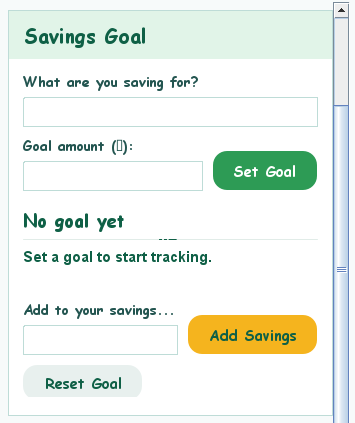 Savings Goal
What are you saving for?
Goal amount (▯):
Set Goal
No goal yet
Set a goal to start tracking.
Add to your savings...
Add Savings
Reset Goal